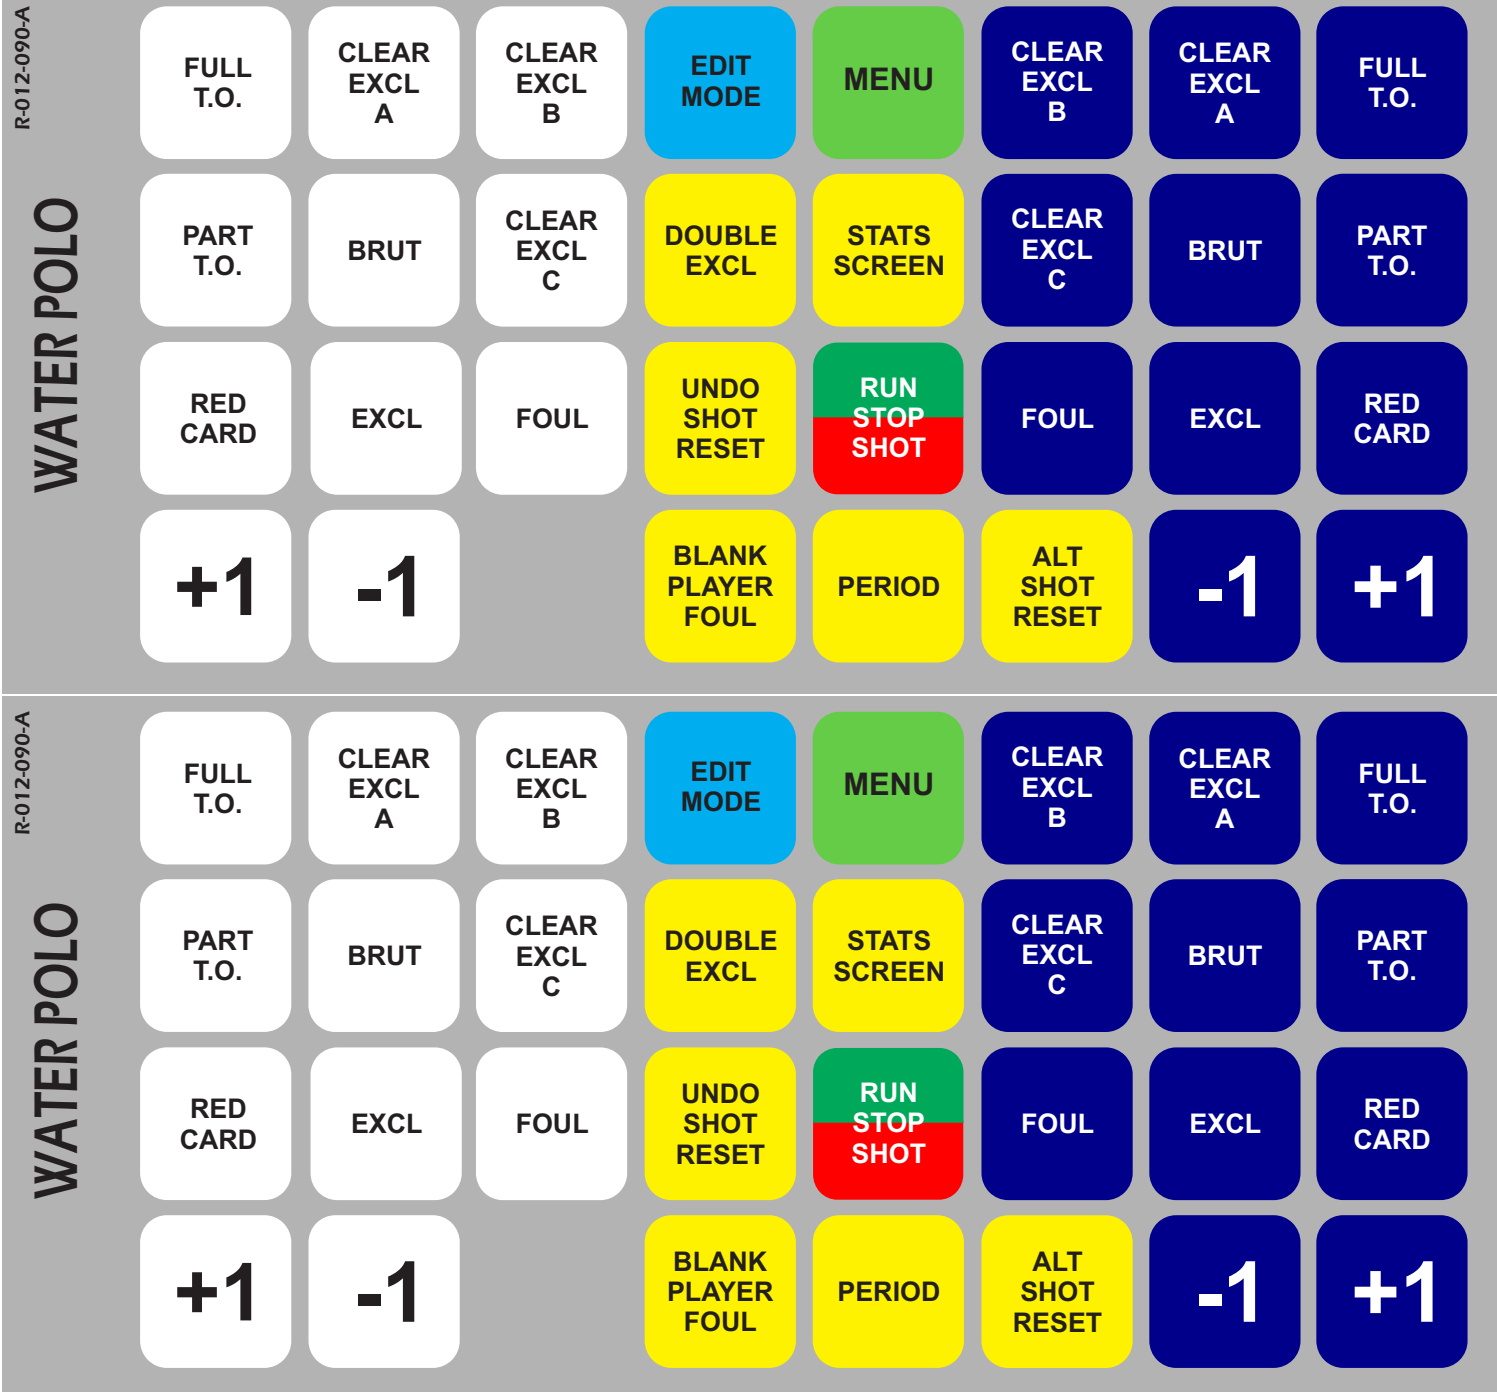 R-012-090-A
WATER POLO
FULL
T.O.
CLEAR
EXCL
A
CLEAR
EXCL
B
EDIT
MODE
MENU
CLEAR
EXCL
B
CLEAR
EXCL
A
FULL
T.O.
PART
T.O.
BRUT
CLEAR
EXCL
C
DOUBLE
EXCL
STATS
SCREEN
CLEAR
EXCL
C
BRUT
PART
T.O.
RED
CARD
EXCL
FOUL
UNDO
SHOT
RESET
RUN
STOP
SHOT
FOUL
EXCL
RED
CARD
+1
-1
BLANK
PLAYER
FOUL
PERIOD
ALT
SHOT
RESET
-1
+1
R-012-090-A
WATER POLO
FULL
T.O.
CLEAR
EXCL
A
CLEAR
EXCL
B
EDIT
MODE
MENU
CLEAR
EXCL
B
CLEAR
EXCL
A
FULL
T.O.
PART
T.O.
BRUT
CLEAR
EXCL
C
DOUBLE
EXCL
STATS
SCREEN
CLEAR
EXCL
C
BRUT
PART
T.O.
RED
CARD
EXCL
FOUL
UNDO
SHOT
RESET
RUN
STOP
SHOT
FOUL
EXCL
RED
CARD
+1
-1
BLANK
PLAYER
FOUL
PERIOD
ALT
SHOT
RESET
-1
+1